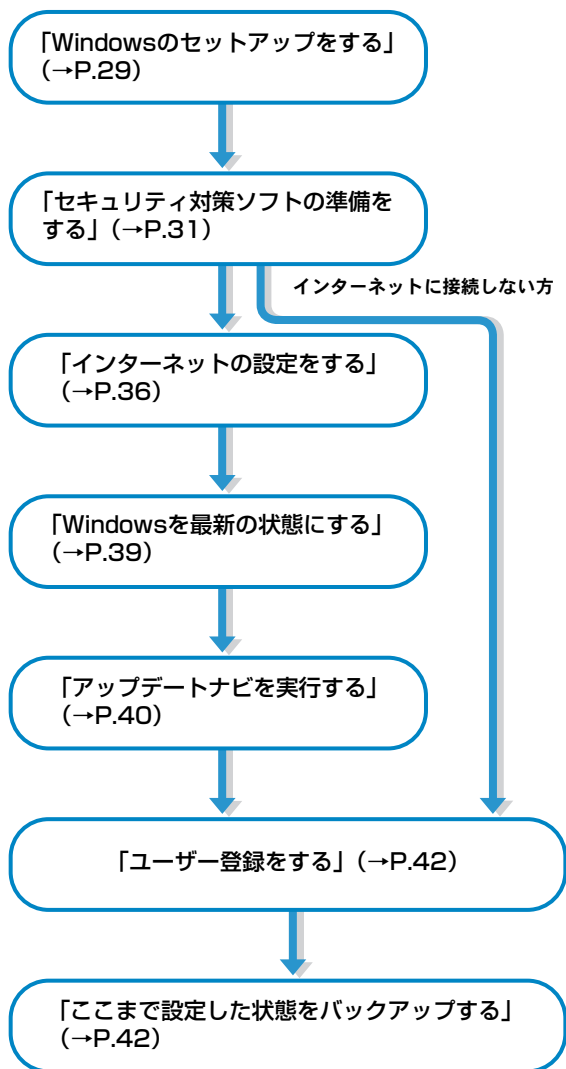 「Windowsのセットアップをする」
（→P.29）
「セキュリティ対策ソフトの準備を
する」（→P.31）
インターネットに接続しない方
「インターネットの設定をする」
（→P.36）
「Windowsを最新の状態にする」
（→P.39）
「アップデートナビを実行する」
（→P.40）
「ユーザー登録をする」（→P.42）
「ここまで設定した状態をバックアップする」
（→P.42）